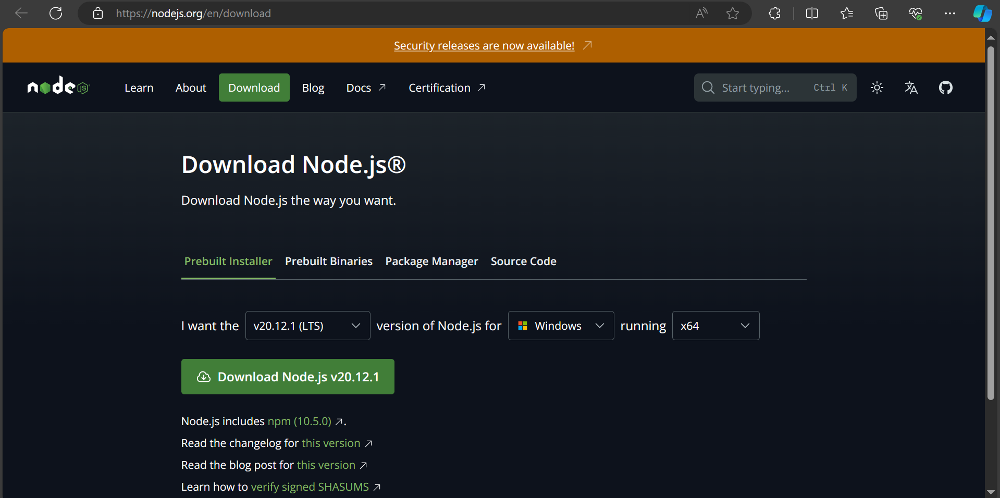 https://nodejs.org/en/download
Security releases are now available!
node JS
Learn About Download Blog Docs Certification Start typing... Ctrl K
Download Node.js®
Download Node.js the way you want.
Prebuilt Installer Prebuilt Binaries Package Manager Source Code
I want the v20.12.1 (LTS) version of Node.js for Windows running x64
Download Node.js v20.12.1
Node.js includes npm (10.5.0).
Read the changelog for this version
Read the blog post for this version
Learn how to verify signed SHASUMS